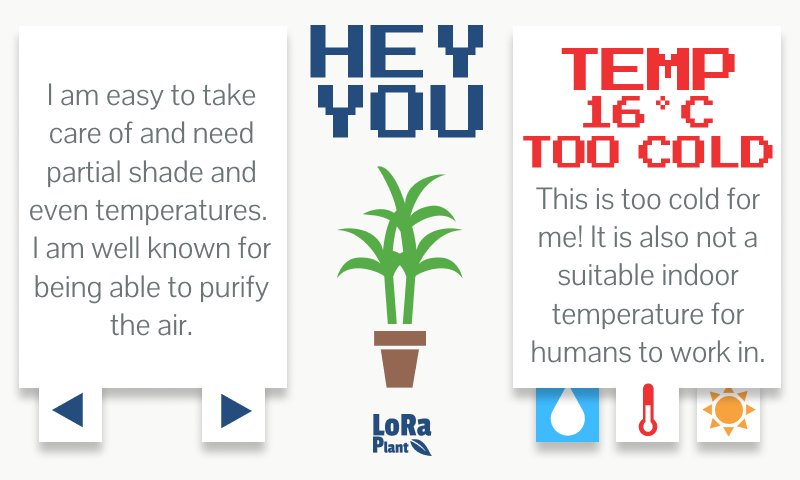 I am easy to take
care of and need
partial shade and
even temperatures.
I am well known for
being able to purify
the air.
HEY
YOU
LoRa
Plant
TEMP
16°C
TOO COLD
This is too cold for
me! It is also not a
suitable indoor
temperature for
humans to work in.